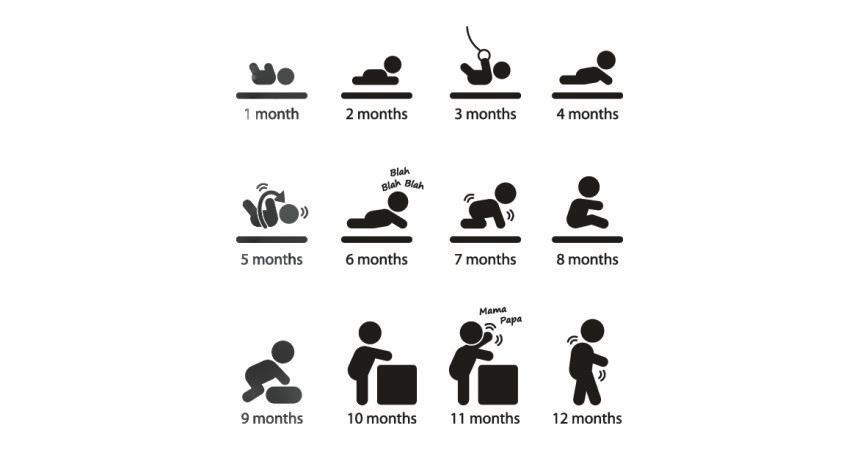 1 month
2 months
3 months
4 months
Blah
Blah Blah
5 months
6 months
7 months
8 months
Mama
Papa
9 months
10 months
11 months
12 months